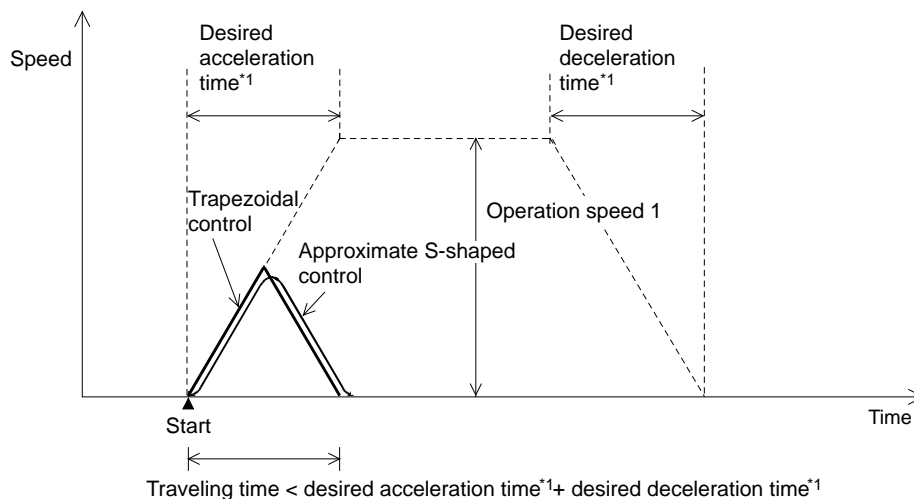 Desired
acceleration
time*1
Desired
deceleration
time*1
Speed
Trapezoidal
control
Operation speed 1
Approximate S-shaped
control
Time
Start
Traveling time < desired acceleration time*1+ desired deceleration time*1